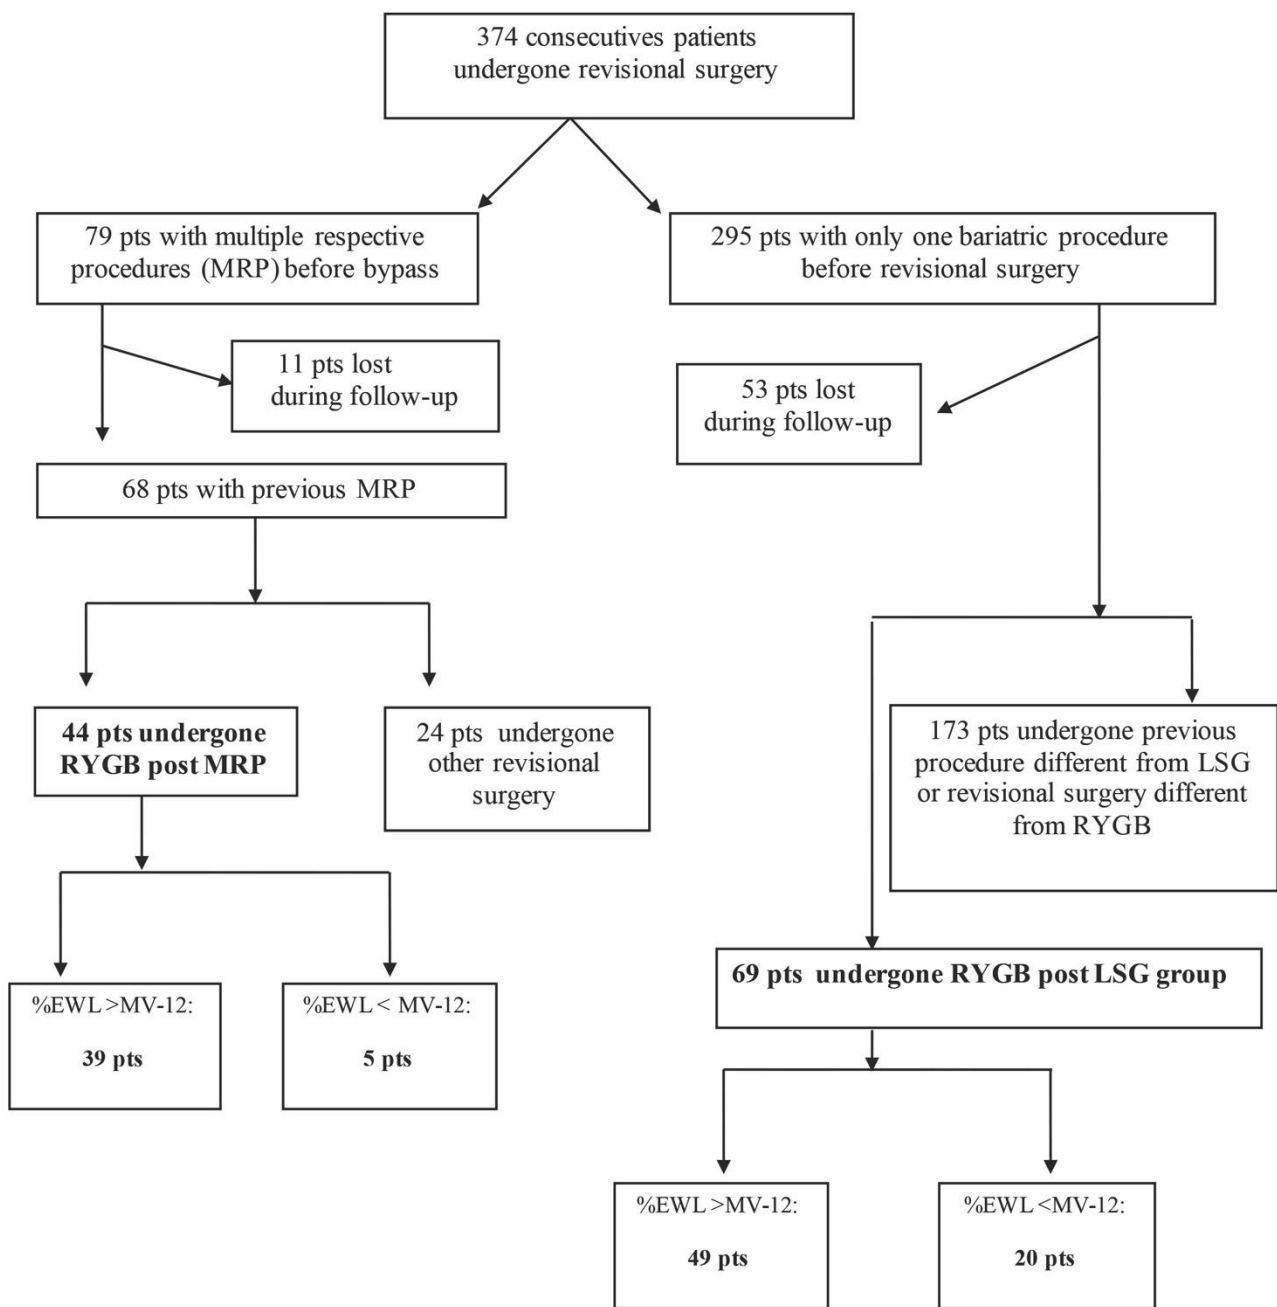 374 consecutives patients
undergone revisional surgery
79 pts with multiple respective
procedures (MRP) before bypass
295 pts with only one bariatric procedure
before revisional surgery
11 pts lost
during follow-up
53 pts lost
during follow-up
68 pts with previous MRP
44 pts undergone
RYGB post MRP
24 pts undergone
other revisional
surgery
173 pts undergone previous
procedure different from LSG
or revisional surgery different
from RYGB
69 pts undergone RYGB post LSG group
%EWL >MV-12:
39 pts
%EWL < MV-12:
5 pts
%EWL >MV-12:
49 pts
%EWL <MV-12:
20 pts